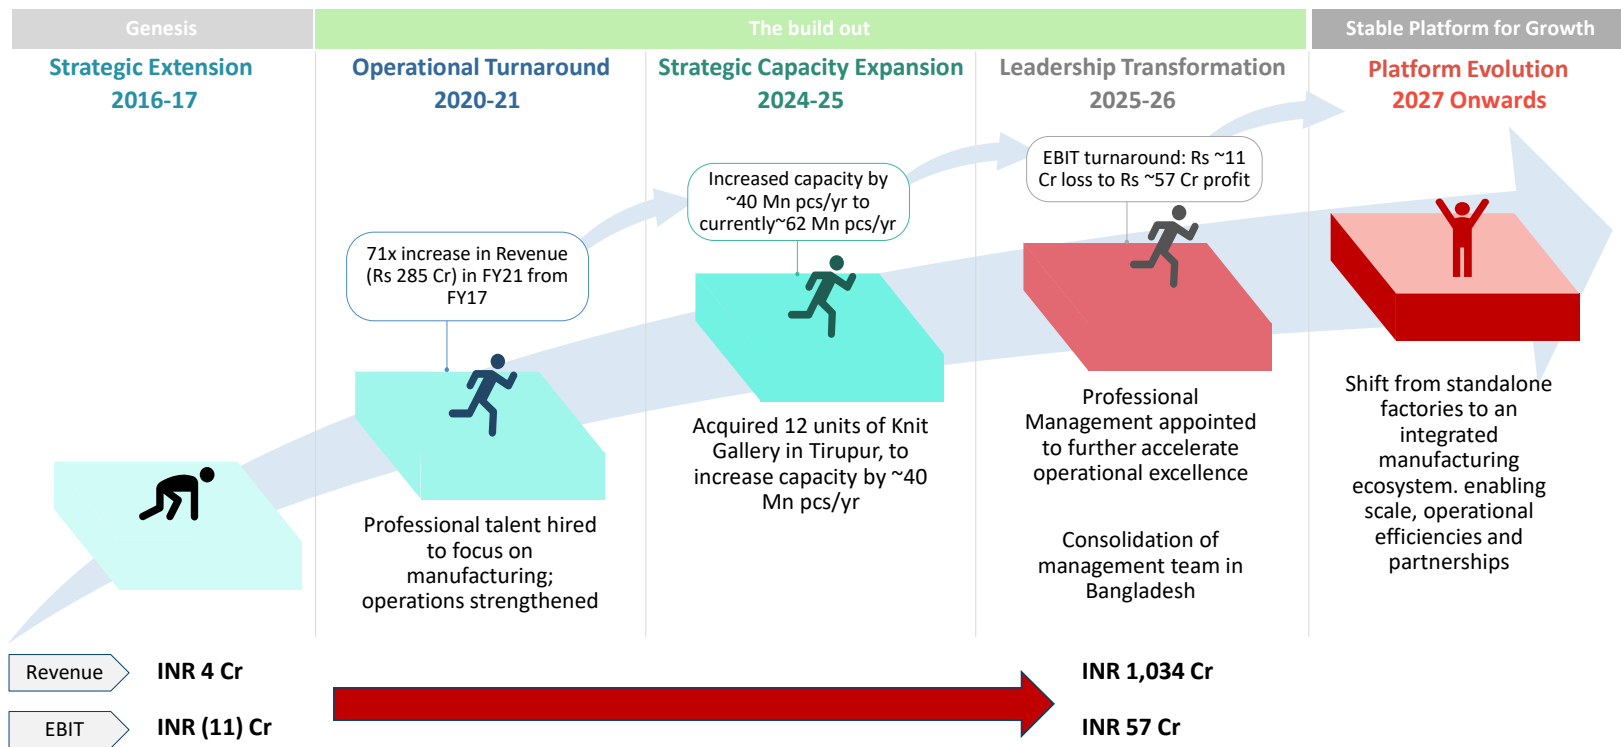 Genesis
The build out
Stable Platform for Growth
Strategic Extension
2016-17
Operational Turnaround
2020-21
Strategic Capacity Expansion
2024-25
Leadership Transformation
2025-26
Platform Evolution
2027 Onwards
71x increase in Revenue
(Rs 285 Cr) in FY21 from
FY17
Increased capacity by
~40 Mn pcs/yr to
currently~62 Mn pcs/yr
EBIT turnaround: Rs ~11
Cr loss to Rs ~57 Cr profit
Professional talent hired
to focus on
manufacturing;
operations strengthened
Acquired 12 units of Knit
Gallery in Tirupur, to
increase capacity by ~40
Mn pcs/yr
Professional
Management appointed
to further accelerate
operational excellence
Consolidation of
management team in
Bangladesh
Shift from standalone
factories to an
integrated
manufacturing
ecosystem. enabling
scale, operational
efficiencies and
partnerships
Revenue
INR 4 Cr
INR 1,034 Cr
EBIT
INR (11) Cr
INR 57 Cr